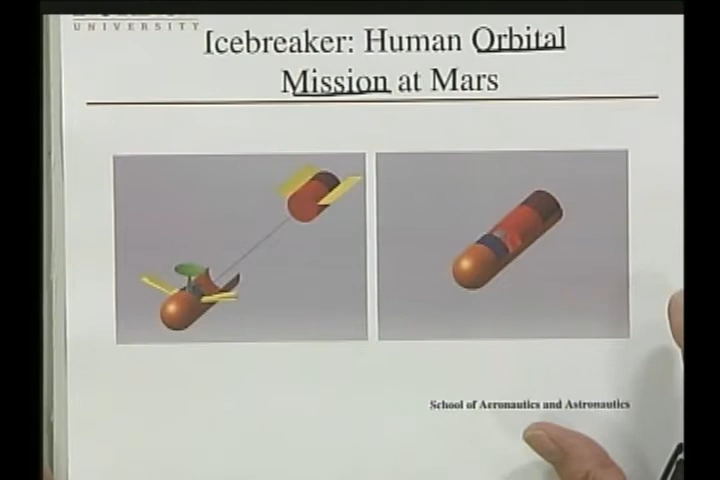 UNIVERSITY
Icebreaker: Human Orbital
Mission at Mars
School of Aeronautics and Astronautics